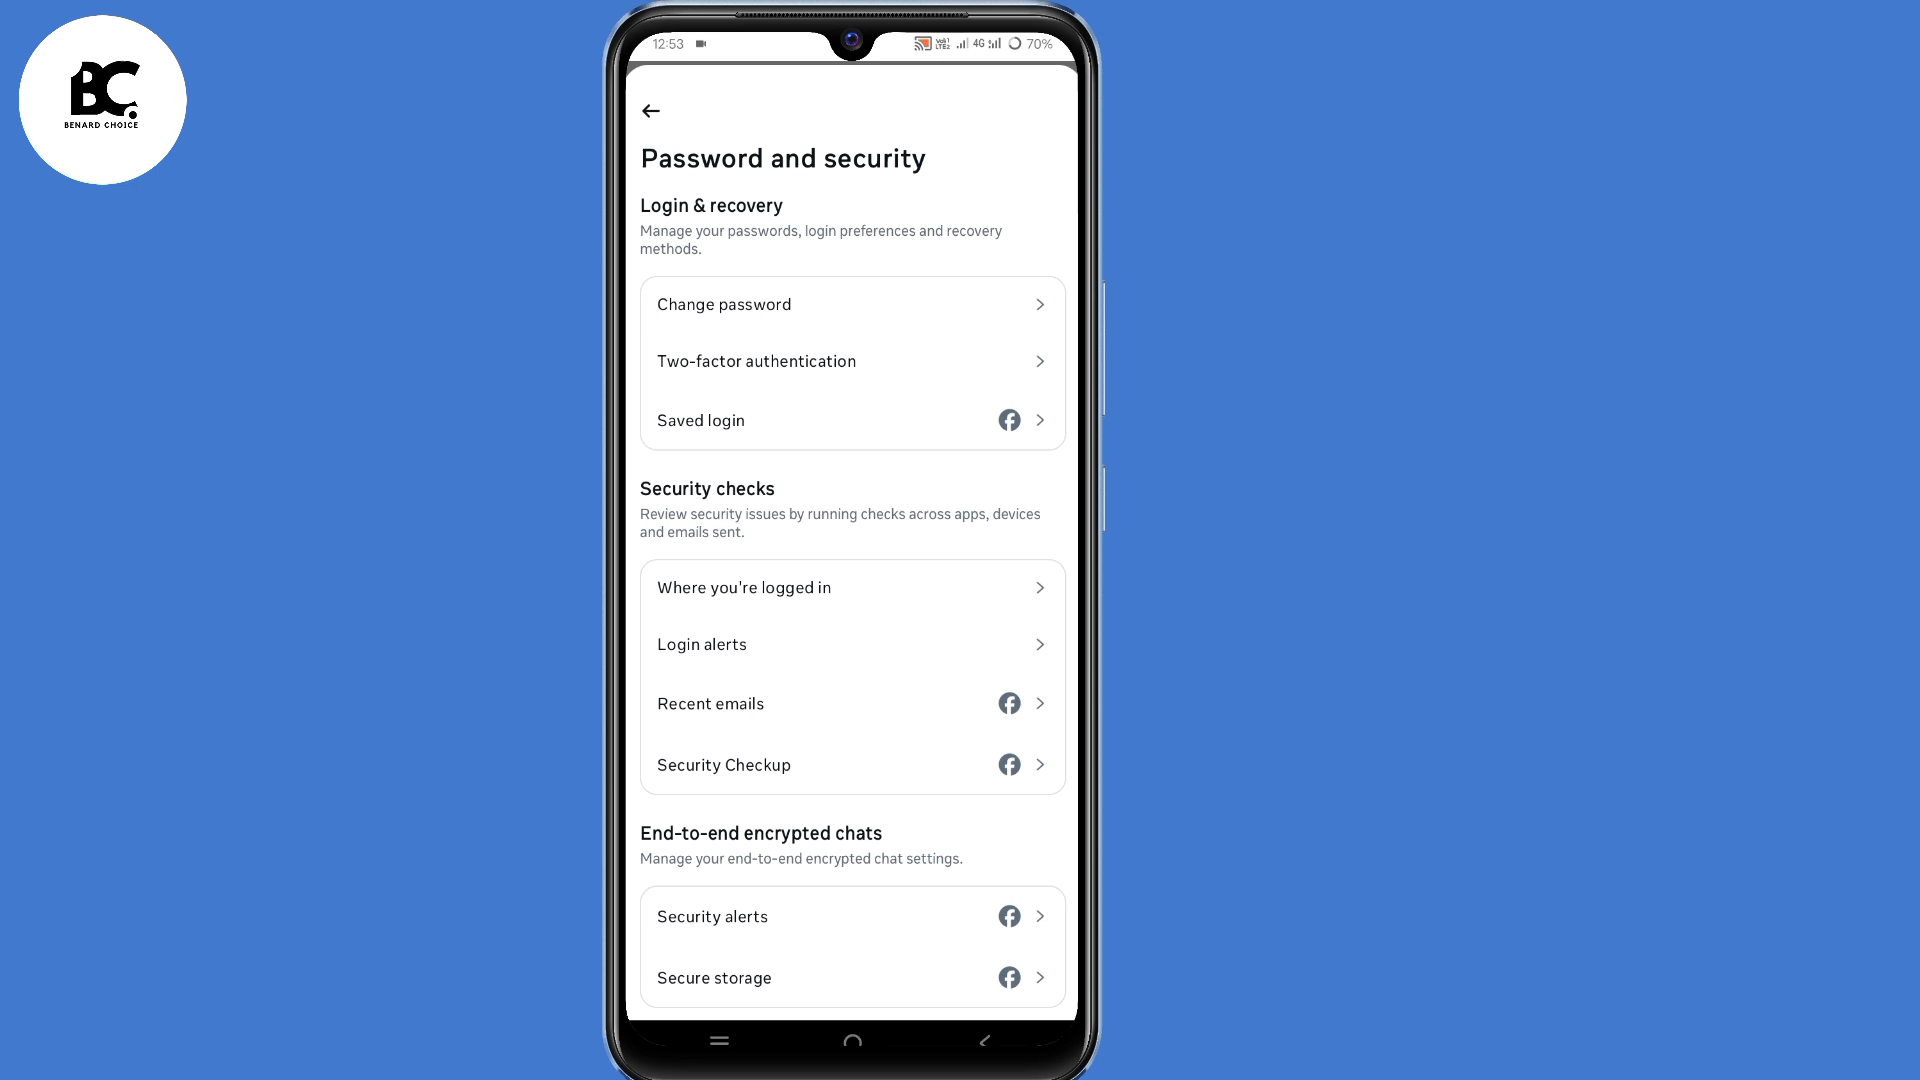 BC.
BENARD CHOICE
12:53
4G
70%
Password and security
Login & recovery
Manage your passwords, login preferences and recovery
methods.
Change password
Two-factor authentication
Saved login
Security checks
Review security issues by running checks across apps, devices
and emails sent.
Where you're logged in
Login alerts
Recent emails
Security Checkup
End-to-end encrypted chats
Manage your end-to-end encrypted chat settings.
Security alerts
Secure storage